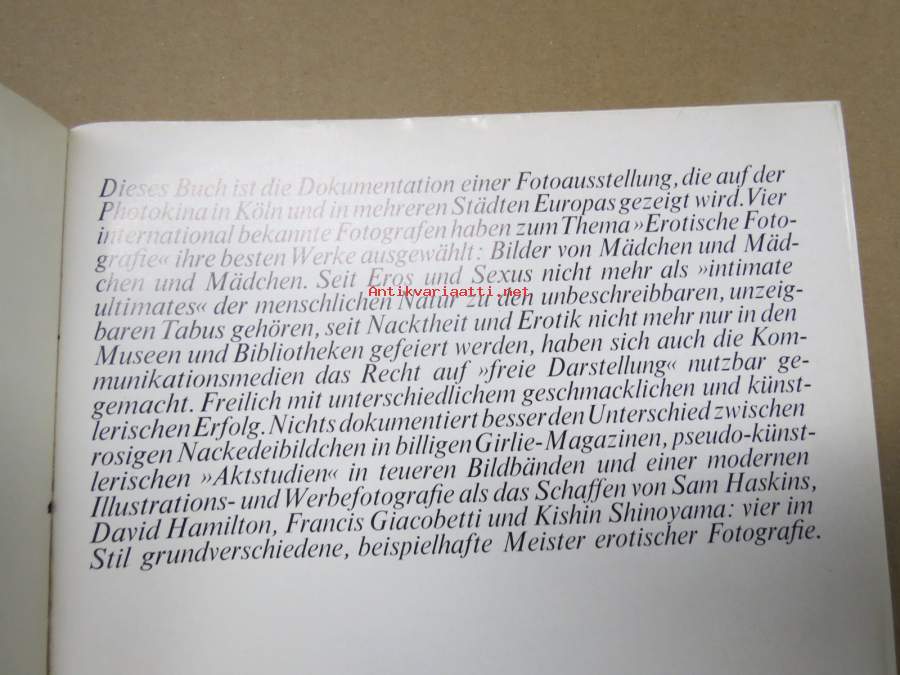 Dieses Buch ist die Dokumentation einer Fotoausstellung, die auf der
Photokina in Köln und in mehreren Städten Europas gezeigt wird. Vier
international bekannte Fotografen haben zum Thema »Erotische Foto-
grafie« ihre besten Werke ausgewählt: Bilder von Mädchen und Mäd-
chen und Mädchen. Seit Eros und Sexus nicht mehr als »intimate
Antikvariaatti.net
ultimates« der menschlichen Natur zu den unbeschreibbaren, unzeig-
baren Tabus gehören, seit Nacktheit und Erotik nicht mehr nur in den
Museen und Bibliotheken gefeiert werden, haben sich auch die Kom-
munikationsmedien das Recht auf »freie Darstellung« nutzbar ge-
gemacht. Freilich mit unterschiedlichem geschmacklichen und künst-
lerischen Erfolg. Nichts dokumentiert besser den Unterschied zwischen
rosigen Nackedeibildchen in billigen Girlie-Magazinen, pseudo-künst-
lerischen »Aktstudien« in teueren Bildbänden und einer modernen
Illustrations- und Werbefotografie als das Schaffen von Sam Haskins,
David Hamilton, Francis Giacobetti und Kishin Shinoyama: vier im
Stil grundverschiedene, beispielhafte Meister erotischer Fotografie.